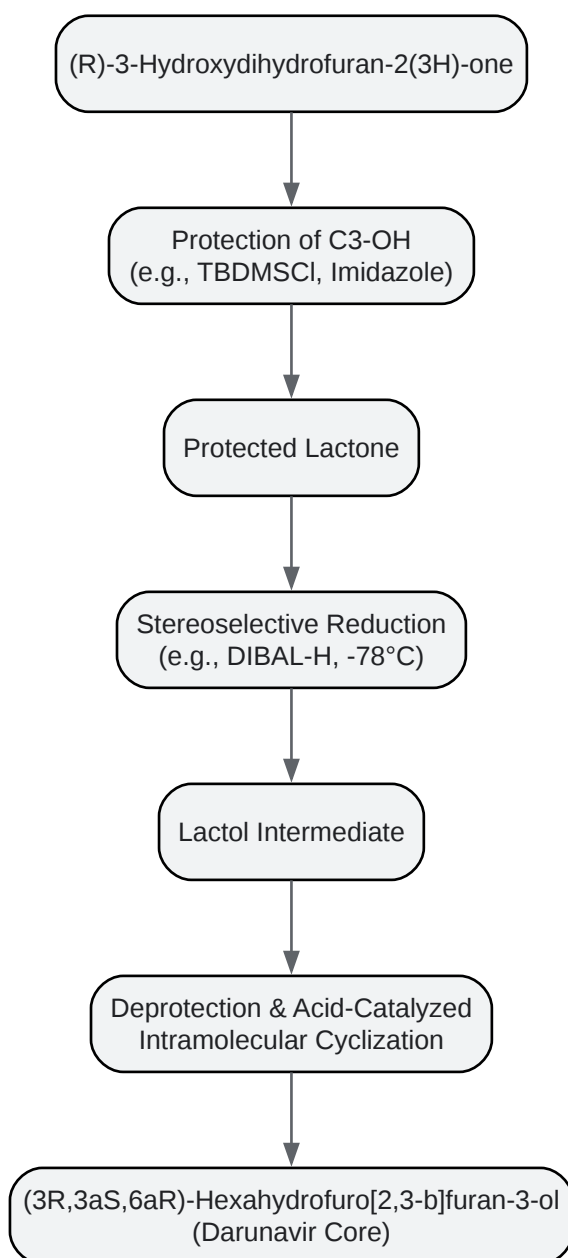 (R)-3-Hydroxydihydrofuran-2(3H)-one
Protection of C3-OH
(e.g., TBDMSCl, Imidazole)
Protected Lactone
Stereoselective Reduction
(e.g., DIBAL-H, -78°C)
Lactol Intermediate
Deprotection & Acid-Catalyzed
Intramolecular Cyclization
(3R,3aS,6aR)-Hexahydrofuro[2,3-b]furan-3-ol
(Darunavir Core)